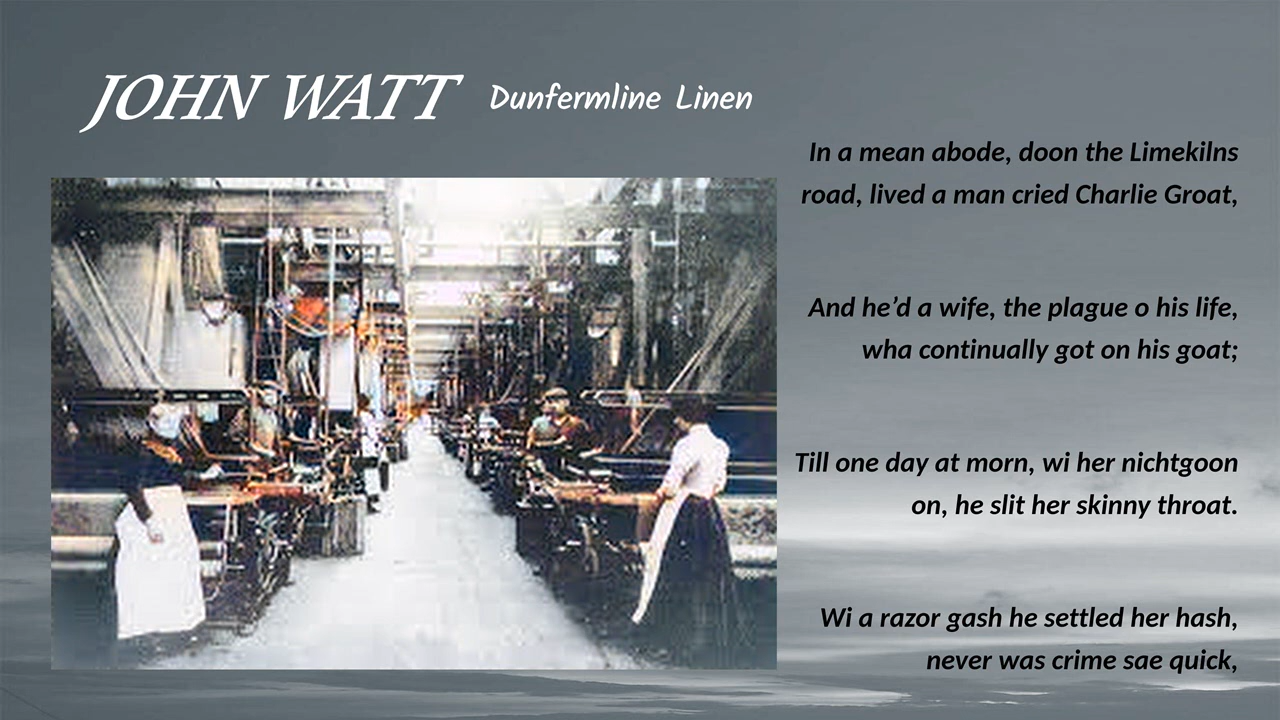 JOHN WATT Dunfermline Linen
In a mean abode, doon the Limekilns
road, lived a man cried Charlie Groat,
And he’d a wife, the plague o his life,
wha continually got on his goat;
Till one day at morn, wi her nichtgoon
on, he slit her skinny throat.
Wi a razor gash he settled her hash,
never was crime sae quick,